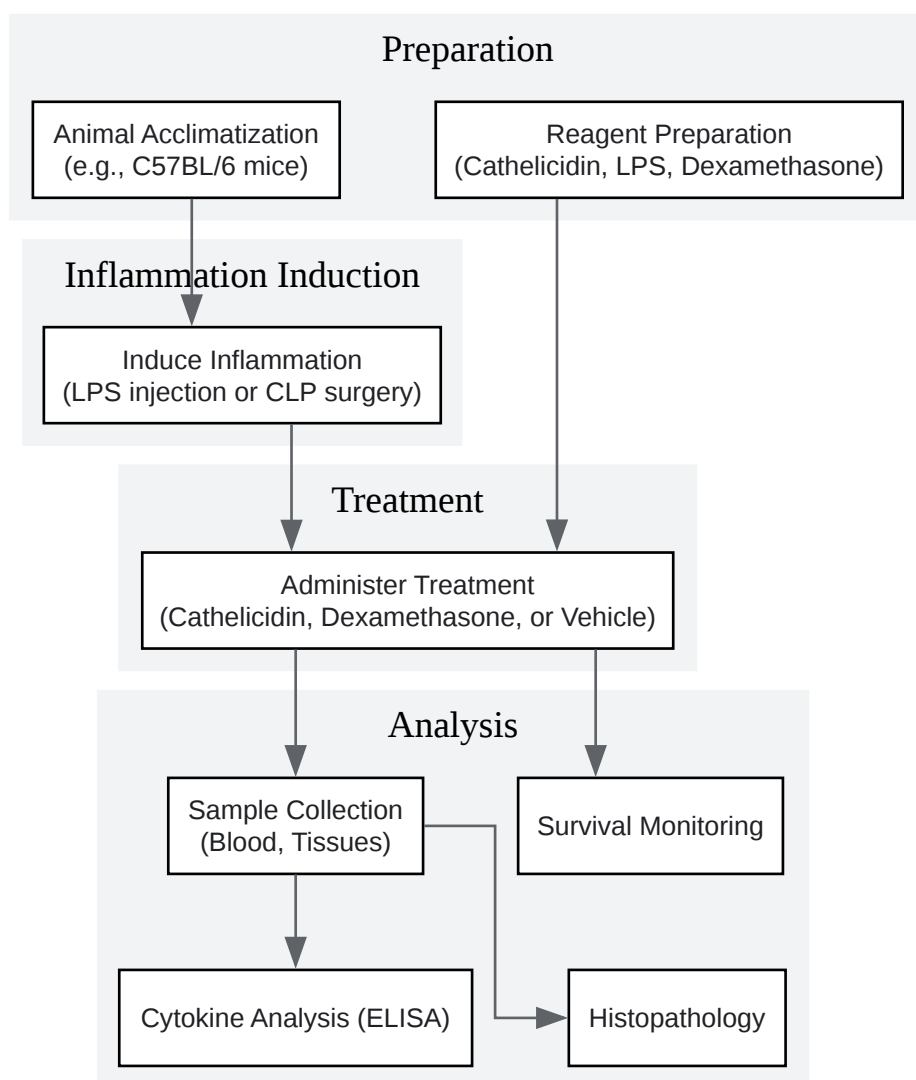 Preparation
Animal Acclimatization
(e.g., C57BL/6 mice)
Reagent Preparation
(Cathelicidin, LPS, Dexamethasone)
Inflammation Induction
Induce Inflammation
(LPS injection or CLP surgery)
Treatment
Administer Treatment
(Cathelicidin, Dexamethasone, or Vehicle)
Analysis
Sample Collection
(Blood, Tissues)
Survival Monitoring
Cytokine Analysis (ELISA)
Histopathology